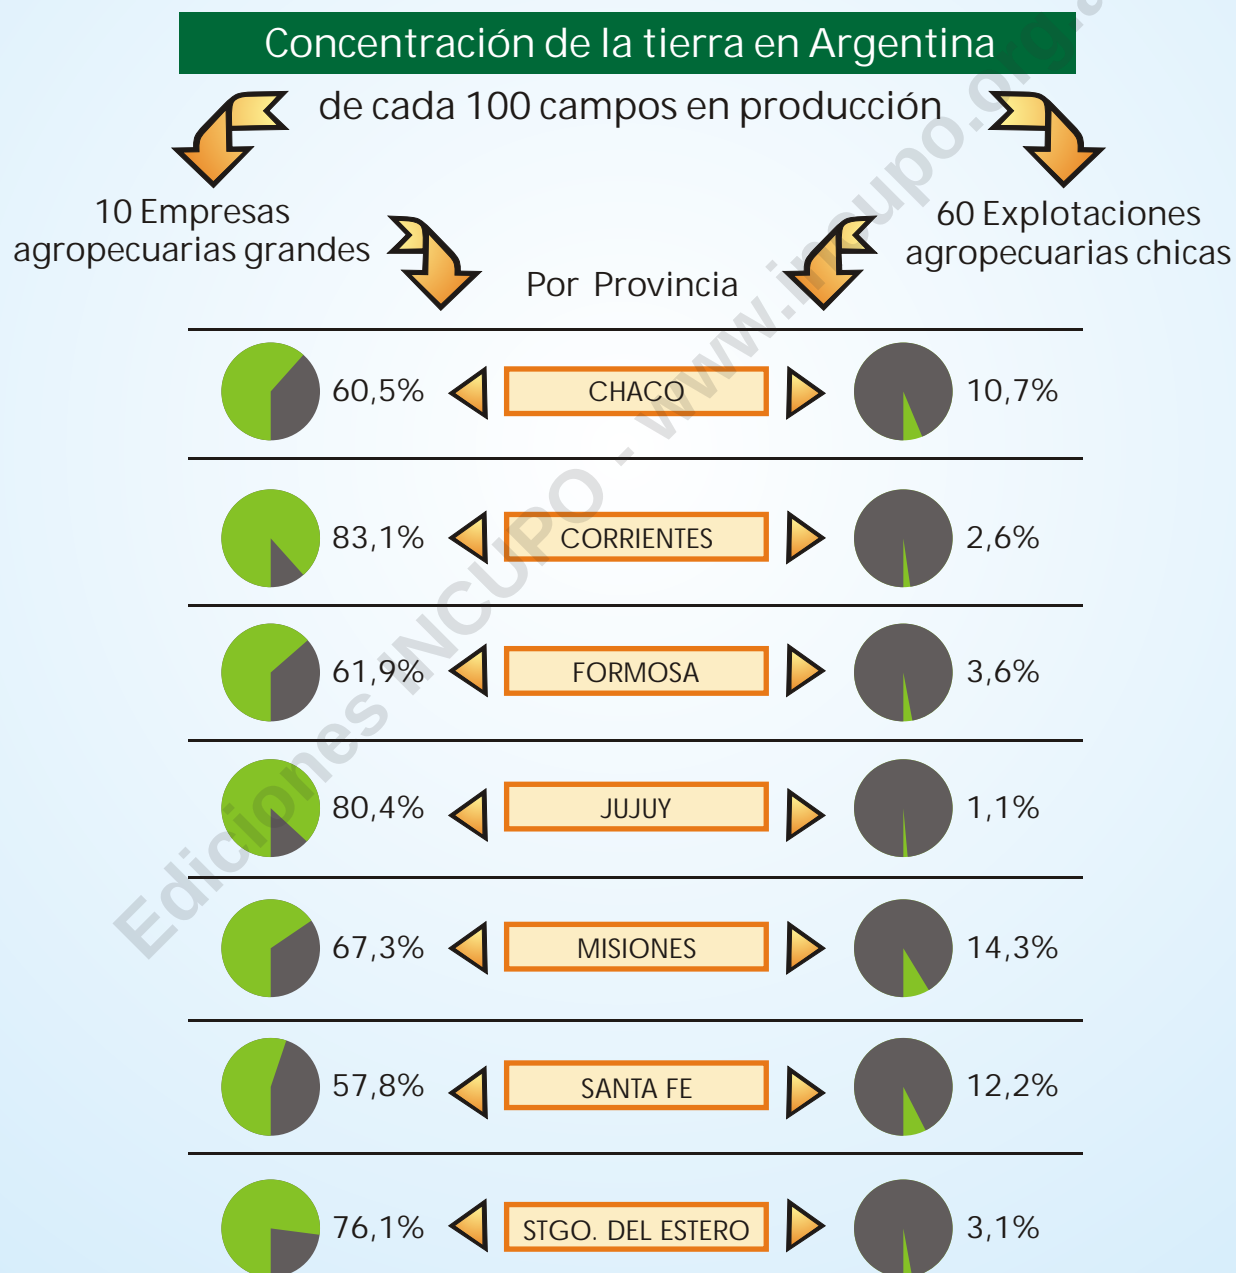 Concentración de la tierra en Argentina
de cada 100 campos en producción
10 Empresas
agropecuarias grandes
60 Explotaciones
agropecuarias chicas
Por Provincia
60,5% CHACO 10,7%
83,1% CORRIENTES 2,6%
61,9% FORMOSA 3,6%
80,4% JUJUY 1,1%
67,3% MISIONES 14,3%
57,8% SANTA FE 12,2%
76,1% STGO. DEL ESTERO 3,1%
Ediciones INCUPO - www.incupo.org.a